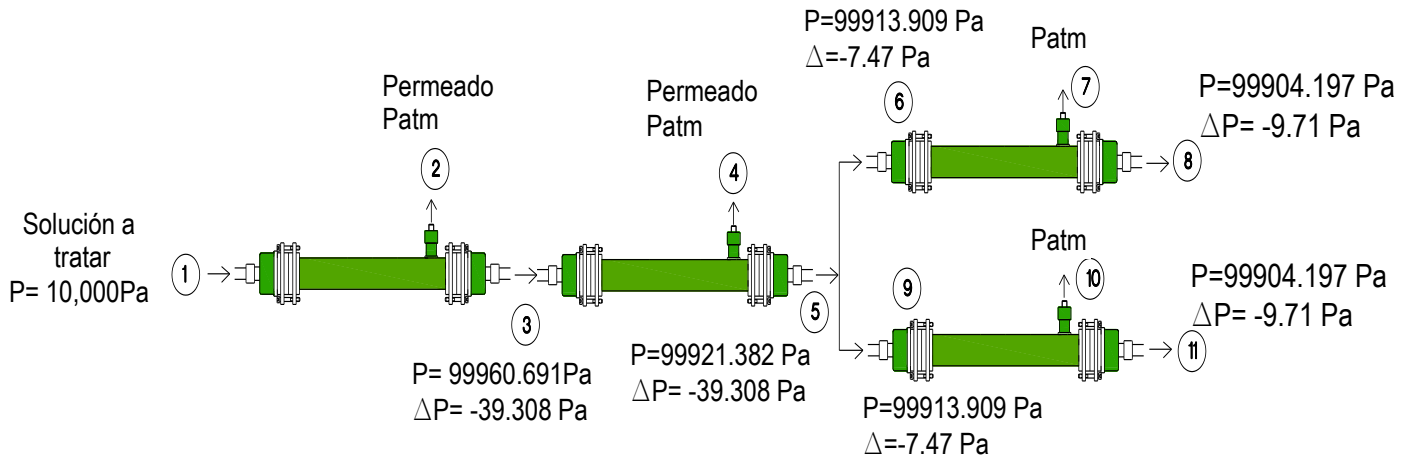 P=99913.909 Pa
Δ=-7.47 Pa
Patm
Permeado
Patm
Permeado
Patm
6
7
P=99904.197 Pa
ΔP= -9.71 Pa
2
4
8
Solución a
tratar
P= 10,000Pa
1
3
5
Patm
9
10
P=99904.197 Pa
ΔP= -9.71 Pa
11
P= 99960.691Pa
ΔP= -39.308 Pa
P=99921.382 Pa
ΔP= -39.308 Pa
P=99913.909 Pa
Δ=-7.47 Pa